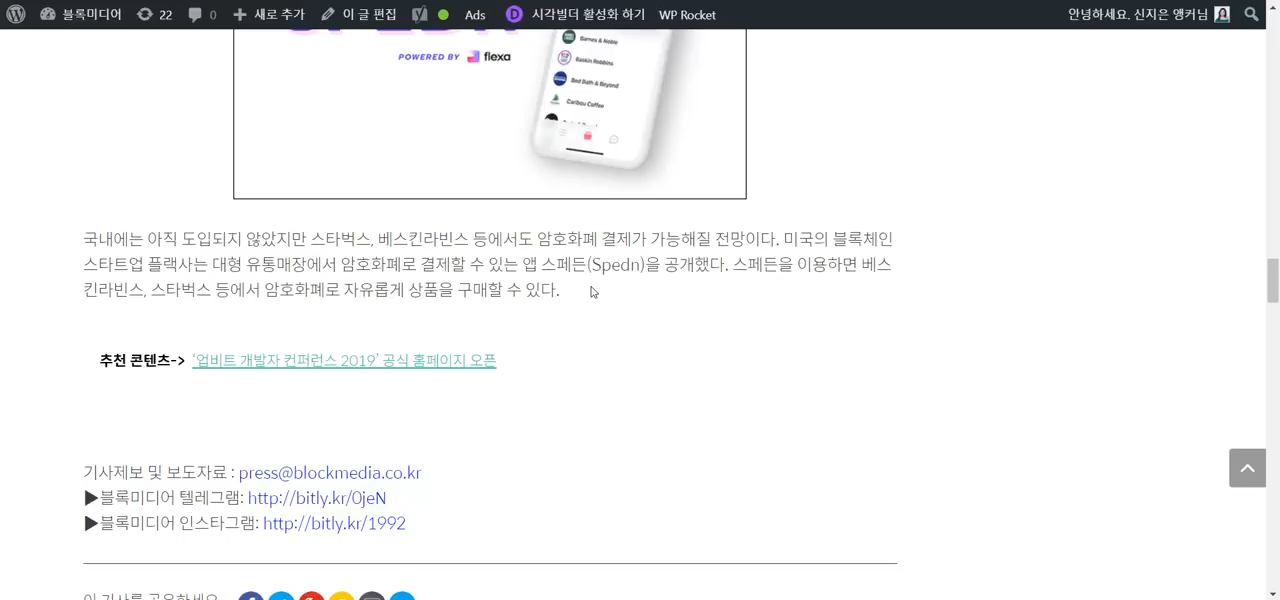 블록미디어 22 0 새로 추가 이 글 편집 Ads 시각빌더 활성화 하기 WP Rocket 안녕하세요. 신지은 앵커님
Barnes & Noble
POWERED BY flexa
Baskin Robbins
Bed Bath & Beyond
Caribou Coffee
국내에는 아직 도입되지 않았지만 스타벅스, 베스킨라빈스 등에서도 암호화폐 결제가 가능해질 전망이다. 미국의 블록체인
스타트업 플랙사는 대형 유통매장에서 암호화폐로 결제할 수 있는 앱 스페든(Spedn)을 공개했다. 스페든을 이용하면 베스
킨라빈스, 스타벅스 등에서 암호화폐로 자유롭게 상품을 구매할 수 있다.
추천 콘텐츠-> ‘업비트 개발자 컨퍼런스 2019’ 공식 홈페이지 오픈
기사제보 및 보도자료 : press@blockmedia.co.kr
▶블록미디어 텔레그램: http://bitly.kr/0jeN
▶블록미디어 인스타그램: http://bitly.kr/1992
이 기사를 공유하세요